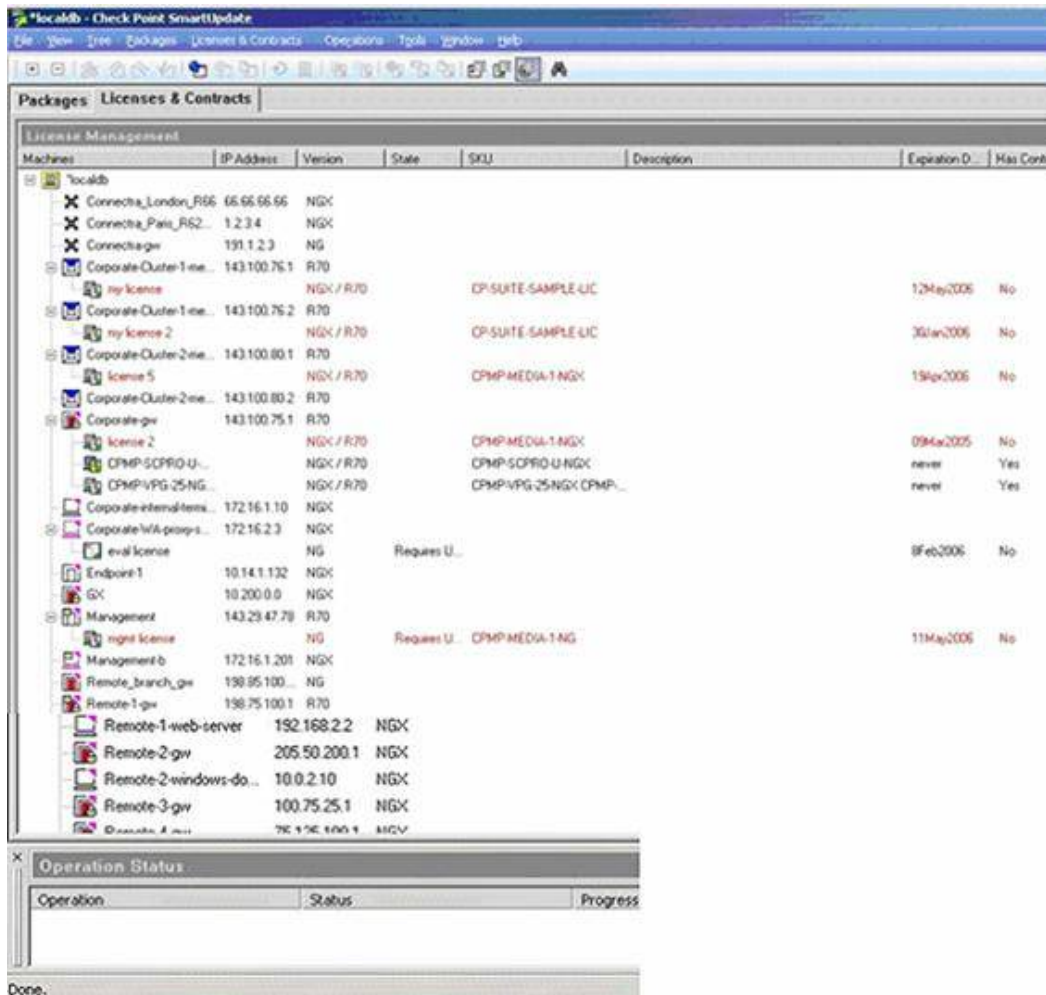 *localdb - Check Point SmartUpdate
File View Tree Packages Licenses & Contracts Operations Tools Window Help
Packages Licenses & Contracts
License Management
Machines IP Address Version State SKU Description Expiration D... Has Cont
*localdb
Connectra_London_R66 66.66.66.66 NGX
Connectra_Paris_R62... 1.2.3.4 NGX
Connectra-gw 191.1.2.3 NG
Corporate-Cluster-1-me... 143.100.76.1 R70
my license NGX / R70 CP-SUITE-SAMPLE-LIC 12May2006 No
Corporate-Cluster-1-me... 143.100.76.2 R70
my license 2 NGX / R70 CP-SUITE-SAMPLE-LIC 30Jan2006 No
Corporate-Cluster-2-me... 143.100.80.1 R70
license 5 NGX / R70 CPMP-MEDIA-1-NGX 19Apr2006 No
Corporate-Cluster-2-me... 143.100.80.2 R70
Corporate-gw 143.100.75.1 R70
license 2 NGX / R70 CPMP-MEDIA-1-NGX 09Mar2005 No
CPMP-SCPRO-U-... NGX / R70 CPMP-SCPRO-U-NGX never Yes
CPMP-VPG-25-NG... NGX / R70 CPMP-VPG-25-NGX CPMP-... never Yes
Corporate-internal-termi... 172.16.1.10 NGX
Corporate-WA-proxy-s... 172.16.2.3 NGX
eval license NG Requires U... 8Feb2006 No
Endpoint-1 10.14.1.132 NGX
GX 10.200.0.0 NGX
Management 143.29.47.78 R70
mgmt license NG Requires U... CPMP-MEDIA-1-NG 11May2006 No
Management-b 172.16.1.201 NGX
Remote_branch_gw 198.85.100.... NG
Remote-1-gw 198.75.100.1 R70
Remote-1-web-server 192.168.2.2 NGX
Remote-2-gw 205.50.200.1 NGX
Remote-2-windows-do... 10.0.2.10 NGX
Remote-3-gw 100.75.25.1 NGX
Remote-4-gw 75.125.100.1 NGX
Operation Status
Operation Status Progress
Done.